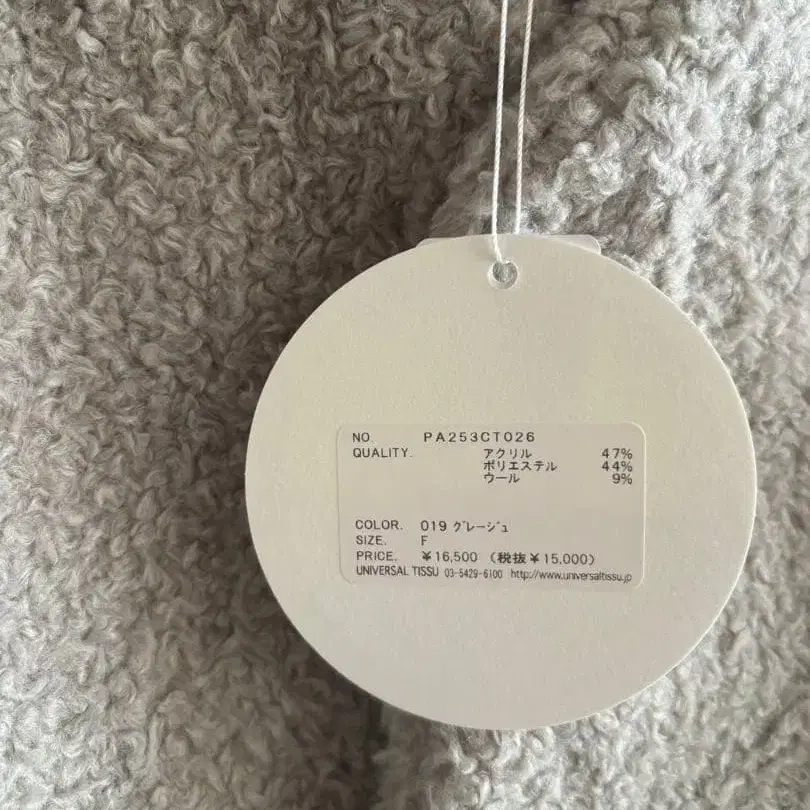 NO. PA253CT026
QUALITY. アクリル 47%
ポリエステル 44%
ウール 9%
COLOR. 019 グレージュ
SIZE. F
PRICE. ¥16,500 (税抜¥15,000)
UNIVERSAL TISSU 03-5429-6100 http://www.universaltissu.jp